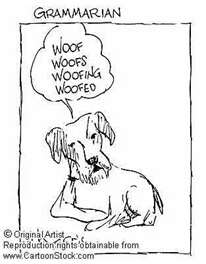 GRAMMARIAN
WOOF
WOOFS
WOOFING
WOOFED
© Original Artist
Reproduction rights obtainable from
www.CartoonStock.com